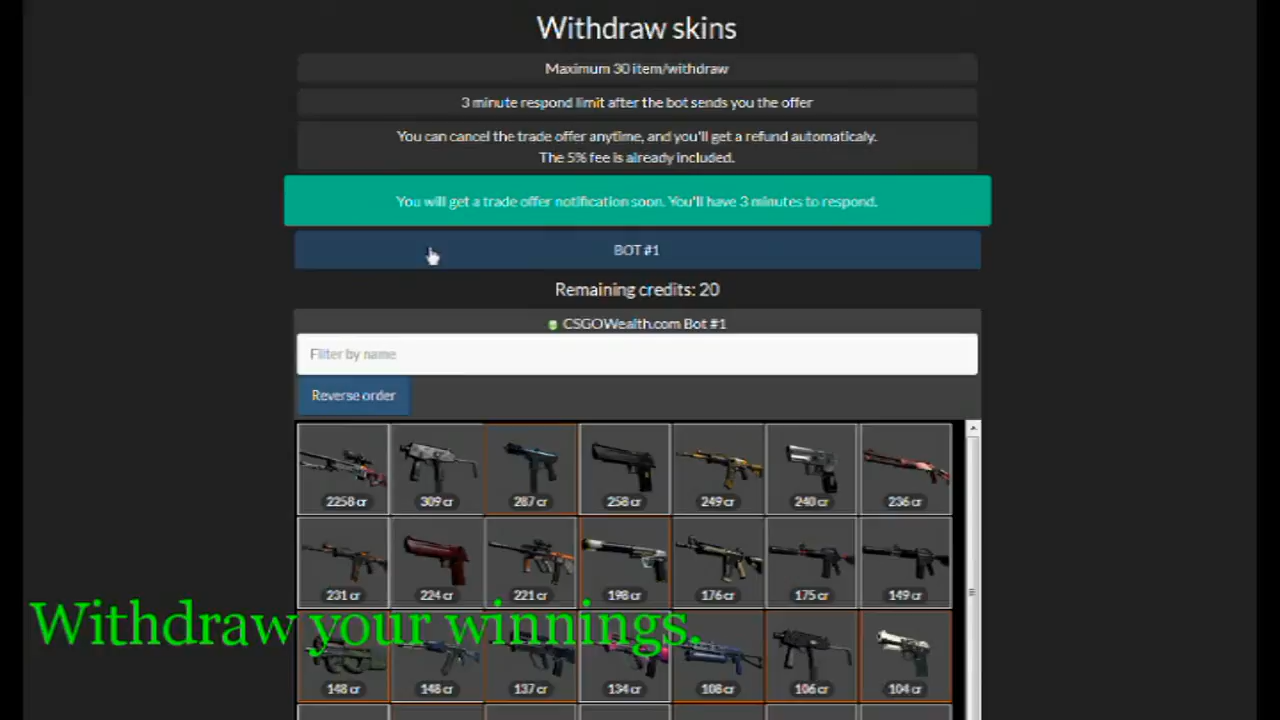 Withdraw skins
Maximum 30 item/withdraw
3 minute respond limit after the bot sends you the offer
You can cancel the trade offer anytime, and you'll get a refund automaticaly.
The 5% fee is already included.
You will get a trade offer notification soon. You'll have 3 minutes to respond.
BOT #1
Remaining credits: 20
CSGOWealth.com Bot #1
Filter by name
Reverse order
2258 cr 309 cr 287 cr 258 cr 249 cr 240 cr 236 cr
231 cr 224 cr 221 cr 198 cr 176 cr 175 cr 149 cr
Withdraw your winnings.
148 cr 148 cr 137 cr 134 cr 108 cr 106 cr 104 cr